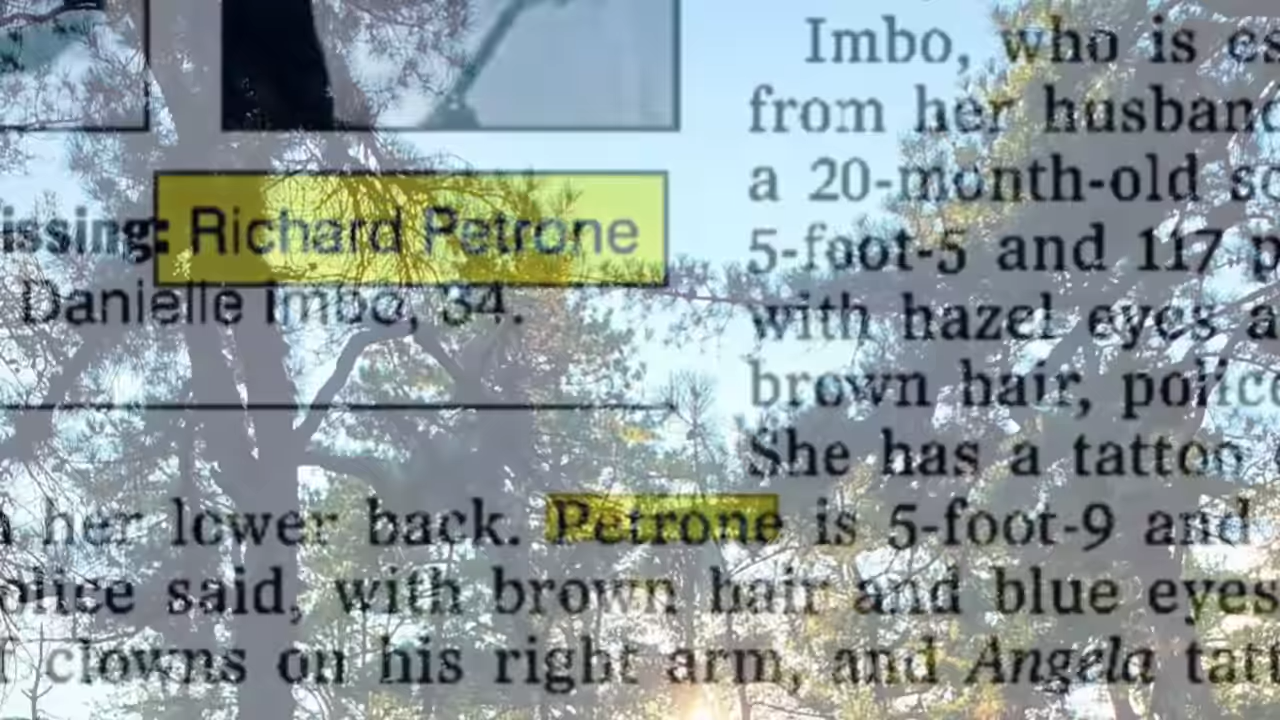 Imbo, who is es
from her husband
a 20-month-old so
issing: Richard Petrone
5-foot-5 and 117 p
Danielle Imbo, 34.
with hazel eyes a
brown hair, police
She has a tattoo
her lower back. Petrone is 5-foot-9 and
olice said, with brown hair and blue eyes
f clowns on his right arm, and Angela tatt